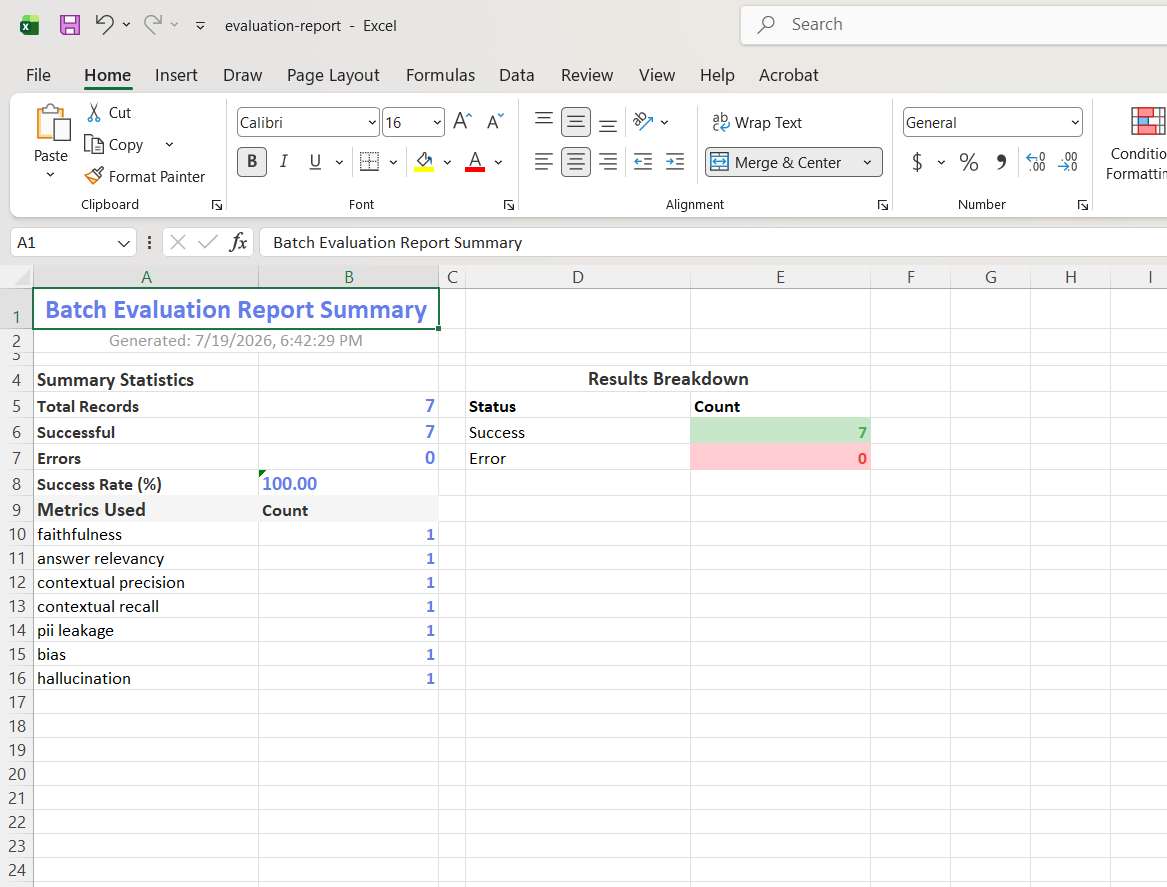 evaluation-report - Excel
Search
File Home Insert Draw Page Layout Formulas Data Review View Help Acrobat
Paste
Cut
Copy
Format Painter
Clipboard
Calibri 16
B I U
Font
Wrap Text
Merge & Center
Alignment
General
$ % 9
Number
Conditio
Formattin
A1 fx Batch Evaluation Report Summary
A B C D E F G H I
1 Batch Evaluation Report Summary
2 Generated: 7/19/2026, 6:42:29 PM
3
4 Summary Statistics Results Breakdown
5 Total Records 7 Status Count
6 Successful 7 Success 7
7 Errors 0 Error 0
8 Success Rate (%) 100.00
9 Metrics Used Count
10 faithfulness 1
11 answer relevancy 1
12 contextual precision 1
13 contextual recall 1
14 pii leakage 1
15 bias 1
16 hallucination 1
17
18
19
20
21
22
23
24